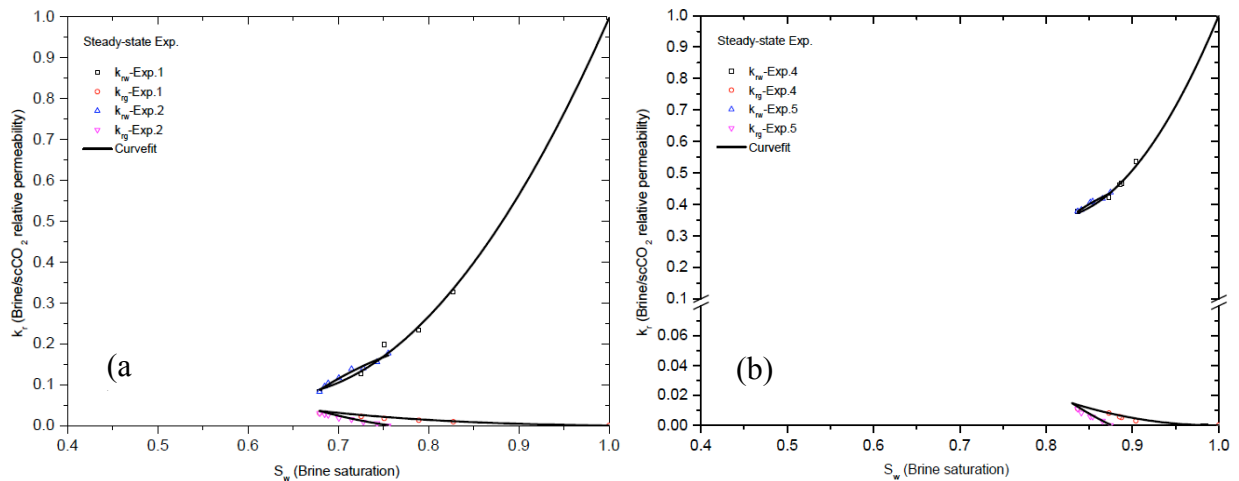 1.0
0.9
0.8
0.7
0.6
0.5
0.4
0.3
0.2
0.1
0.0
k_r (Brine/scCO_2 relative permeability)
Steady-state Exp.
k_rw-Exp.1
k_rg-Exp.1
k_rw-Exp.2
k_rg-Exp.2
Curvefit
(a
0.4 0.5 0.6 0.7 0.8 0.9 1.0
S_w (Brine saturation)
1.0
0.9
0.8
0.7
0.6
0.5
0.4
0.3
0.1
0.06
0.04
0.02
0.00
k_r (Brine/scCO_2 relative permeability)
Steady-state Exp.
k_rw-Exp.4
k_rg-Exp.4
k_rw-Exp.5
k_rg-Exp.5
Curvefit
(b)
0.4 0.5 0.6 0.7 0.8 0.9 1.0
S_w (Brine saturation)